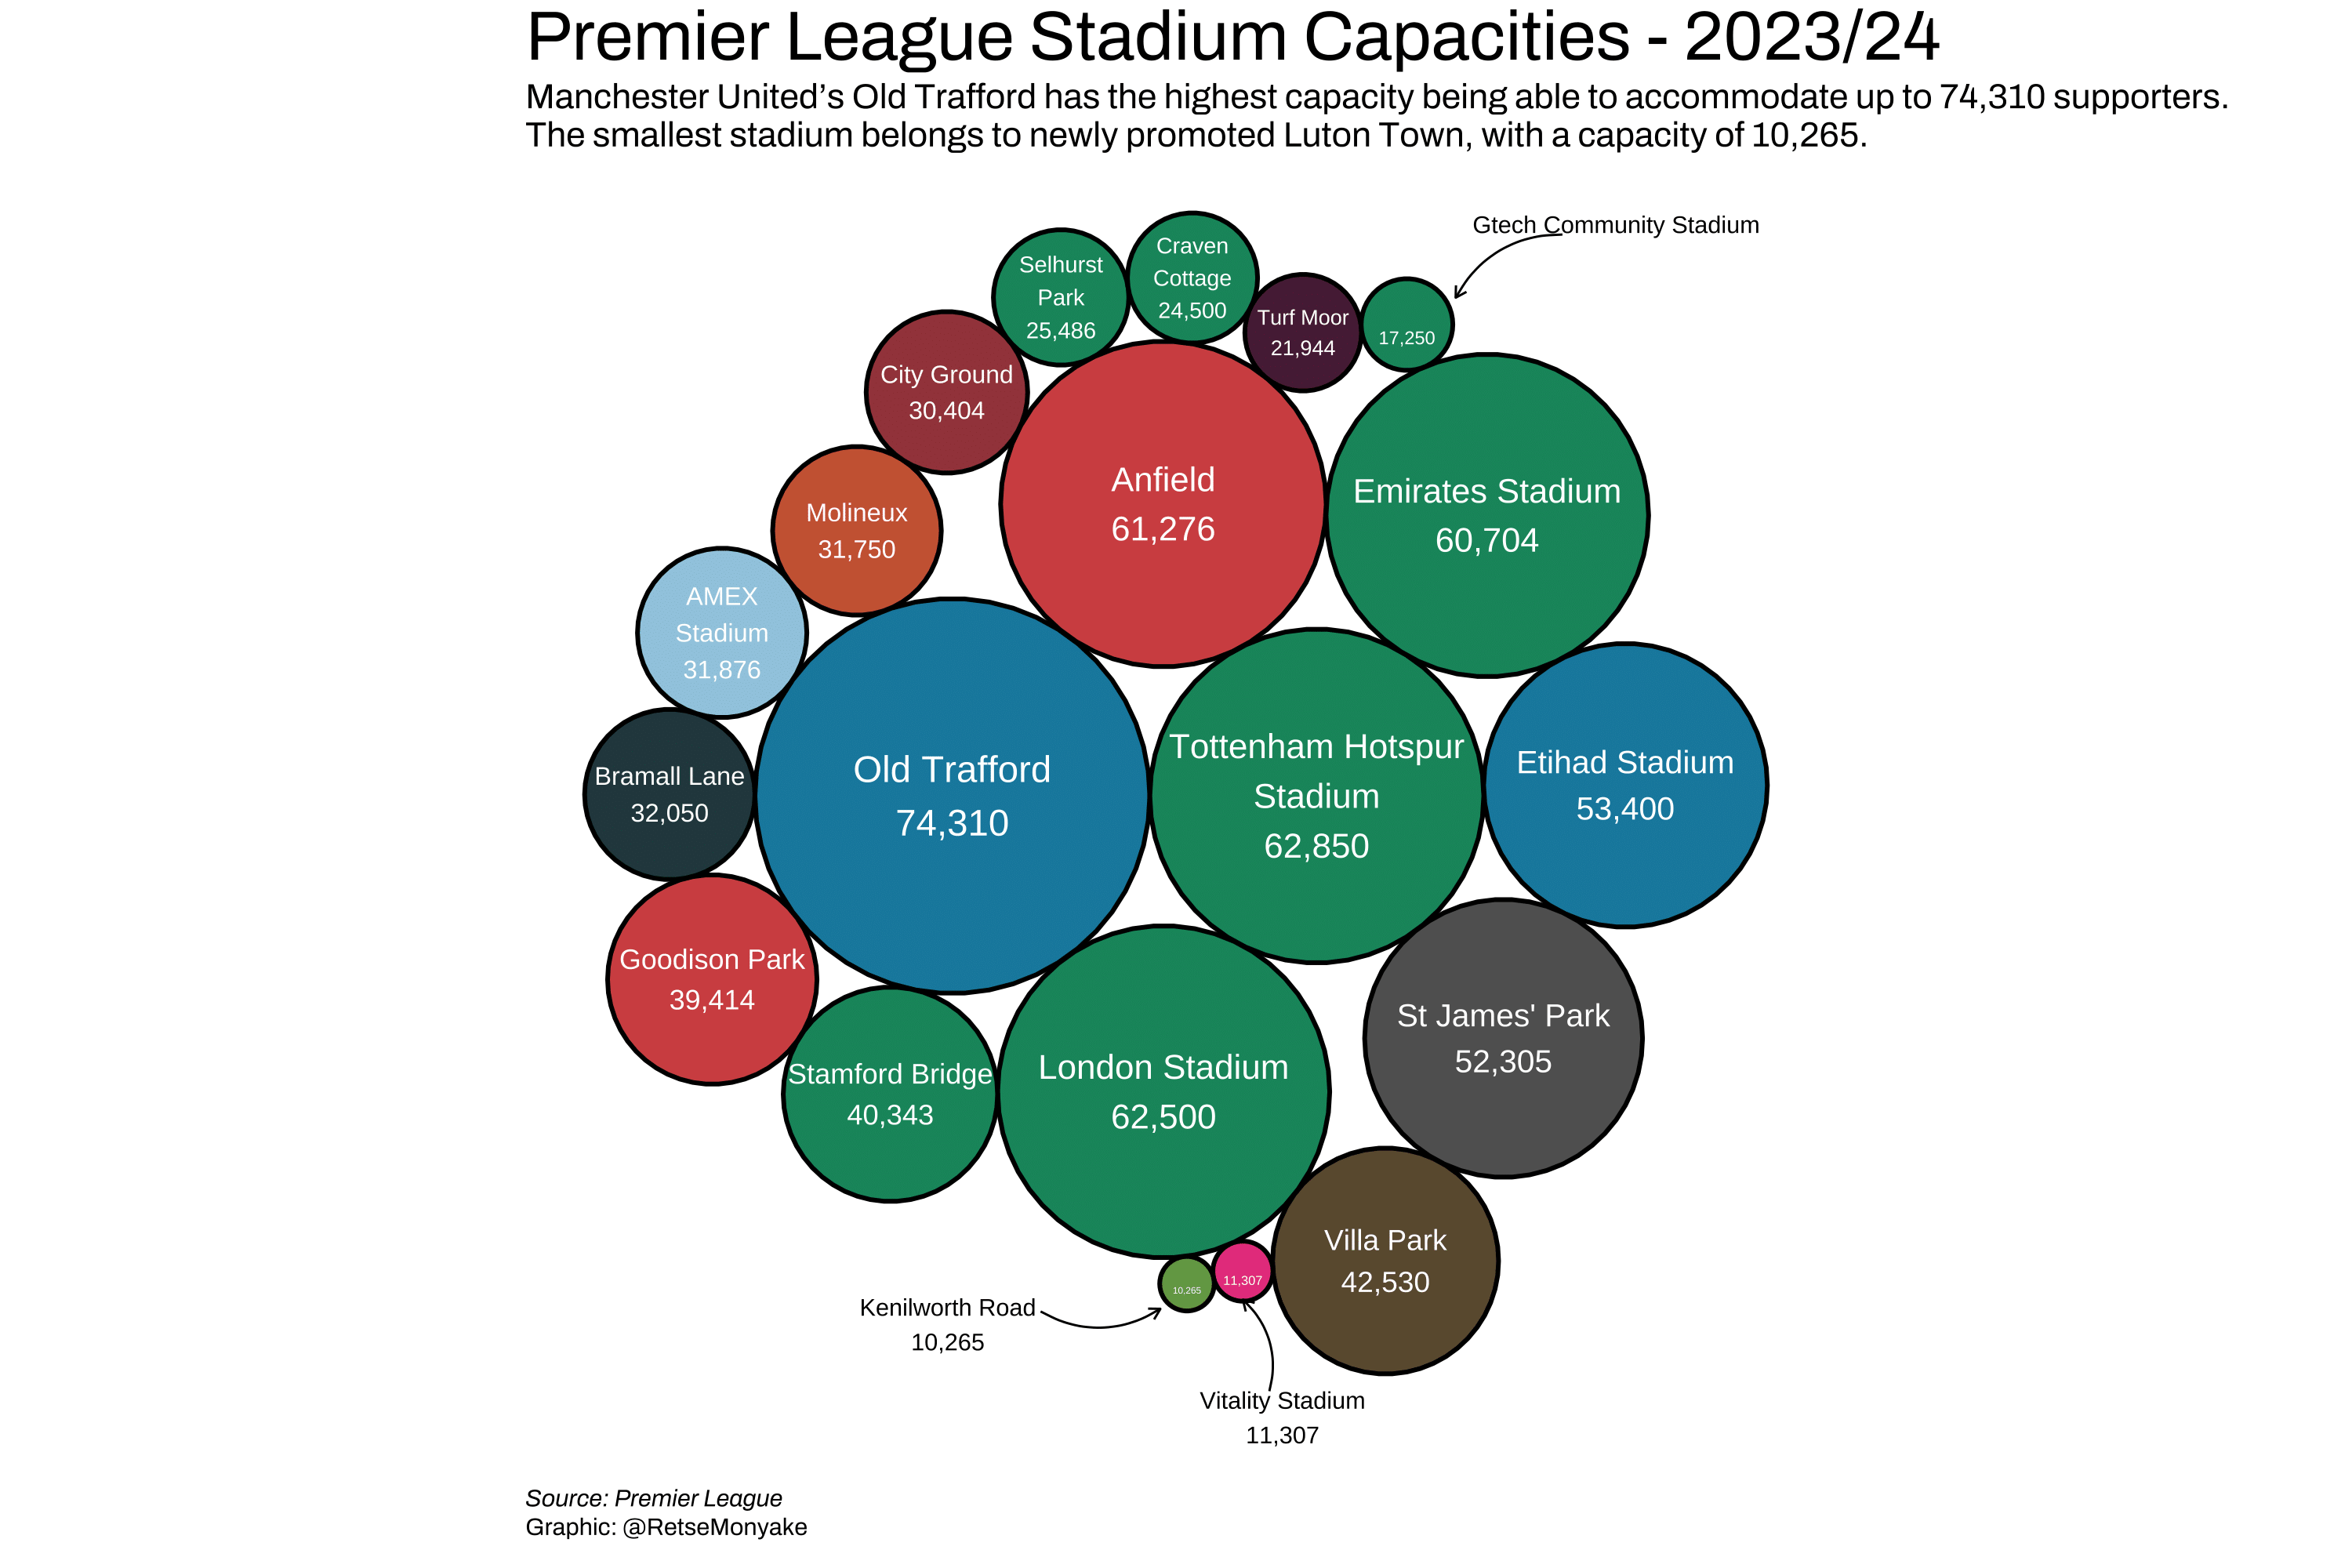 Premier League Stadium Capacities - 2023/24
Manchester United’s Old Trafford has the highest capacity being able to accommodate up to 74,310 supporters.
The smallest stadium belongs to newly promoted Luton Town, with a capacity of 10,265.
Gtech Community Stadium
17,250
Craven
Cottage
24,500
Selhurst
Park
25,486
Turf Moor
21,944
City Ground
30,404
Anfield
61,276
Emirates Stadium
60,704
Molineux
31,750
AMEX
Stadium
31,876
Bramall Lane
32,050
Old Trafford
74,310
Tottenham Hotspur
Stadium
62,850
Etihad Stadium
53,400
Goodison Park
39,414
Stamford Bridge
40,343
London Stadium
62,500
St James' Park
52,305
Villa Park
42,530
10,265
11,307
Kenilworth Road
10,265
Vitality Stadium
11,307
Source: Premier League
Graphic: @RetseMonyake